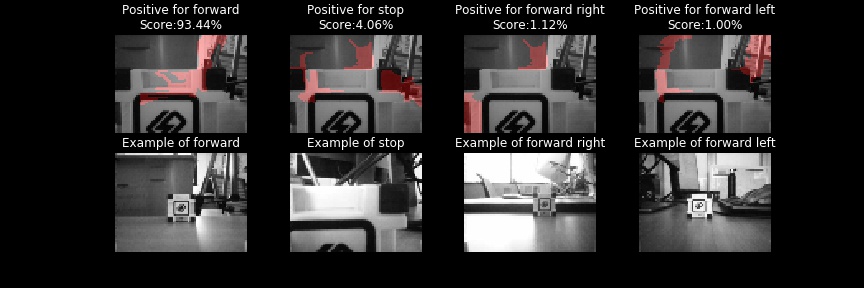 Positive for forward
Score:93.44%
Positive for stop
Score:4.06%
Positive for forward right
Score:1.12%
Positive for forward left
Score:1.00%
Example of forward
Example of stop
Example of forward right
Example of forward left